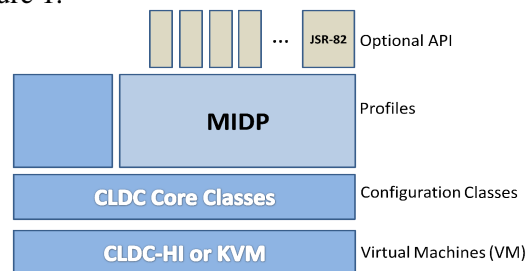 ure 1.
... JSR-82 Optional API
MIDP Profiles
CLDC Core Classes Configuration Classes
CLDC-HI or KVM Virtual Machines (VM)